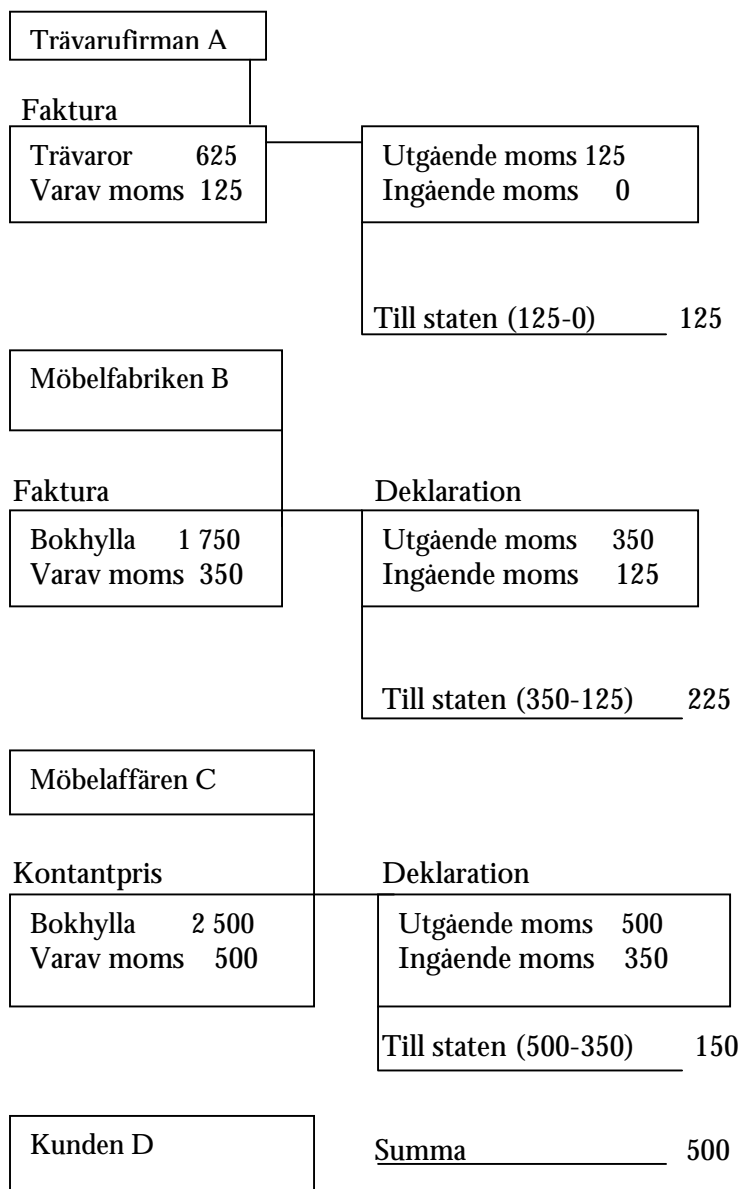 Trävarufirman A
Faktura
Trävaror 625
Varav moms 125
Utgående moms 125
Ingående moms 0
Till staten (125-0) 125
Möbelfabriken B
Faktura
Deklaration
Bokhylla 1 750
Varav moms 350
Utgående moms 350
Ingående moms 125
Till staten (350-125) 225
Möbelaffären C
Kontantpris
Deklaration
Bokhylla 2 500
Varav moms 500
Utgående moms 500
Ingående moms 350
Till staten (500-350) 150
Kunden D
Summa 500